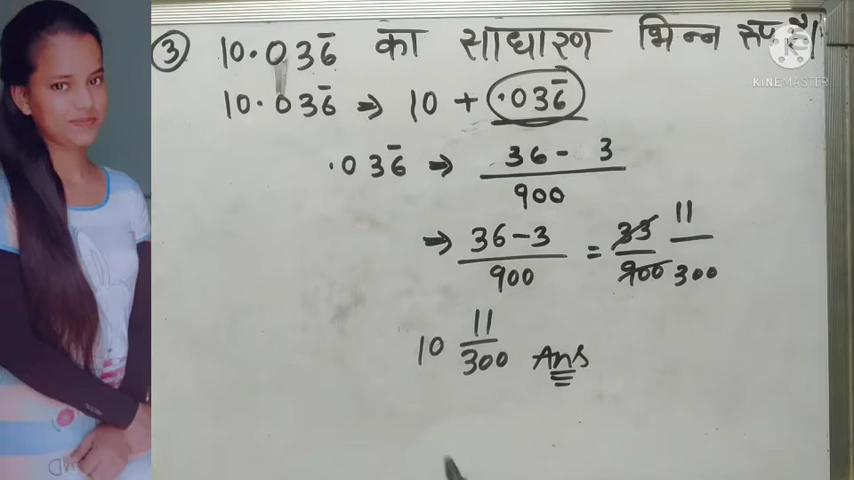 ③ 10.036̅ का साधारण भिन्न रूप है।
KINEMASTER
10.036̅ ⇒ 10 + .036̅
.036̅ ⇒ 36 - 3 / 900
⇒ 36 - 3 / 900 = 33 / 900 11 / 300
10 11 / 300 Ans